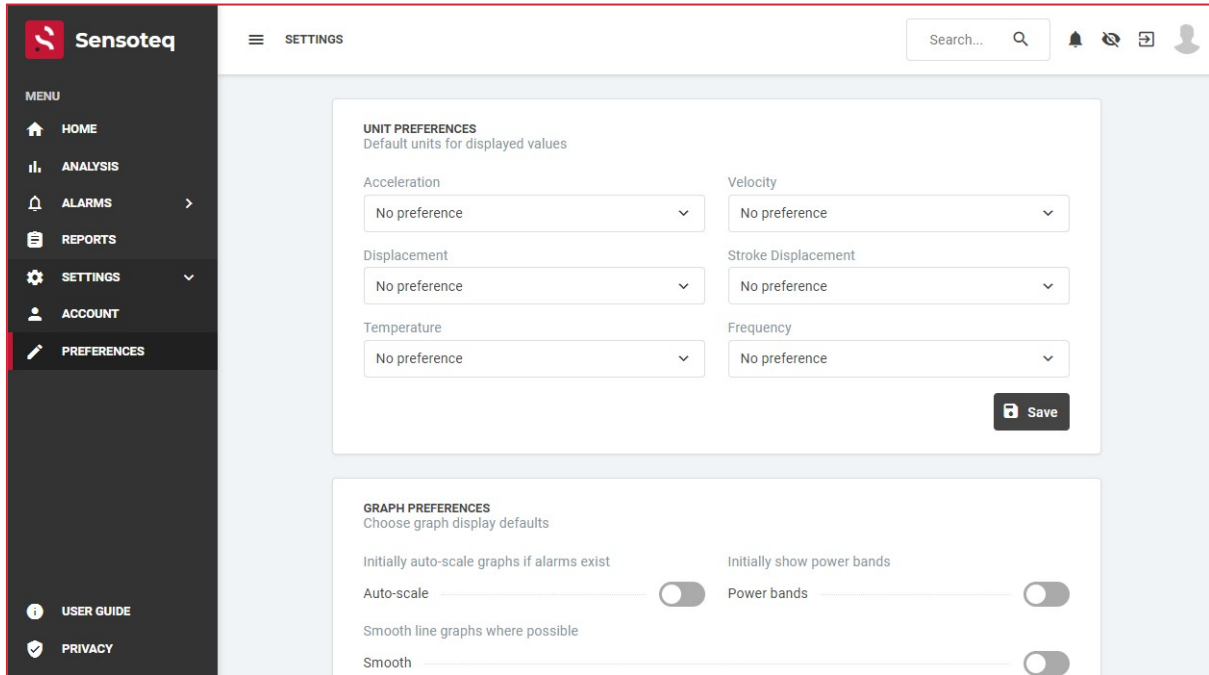 Sensoteq
MENU
HOME
ANALYSIS
ALARMS
REPORTS
SETTINGS
ACCOUNT
PREFERENCES
USER GUIDE
PRIVACY
SETTINGS
Search...
UNIT PREFERENCES
Default units for displayed values
Acceleration
No preference
Velocity
No preference
Displacement
No preference
Stroke Displacement
No preference
Temperature
No preference
Frequency
No preference
Save
GRAPH PREFERENCES
Choose graph display defaults
Initially auto-scale graphs if alarms exist
Auto-scale
Initially show power bands
Power bands
Smooth line graphs where possible
Smooth